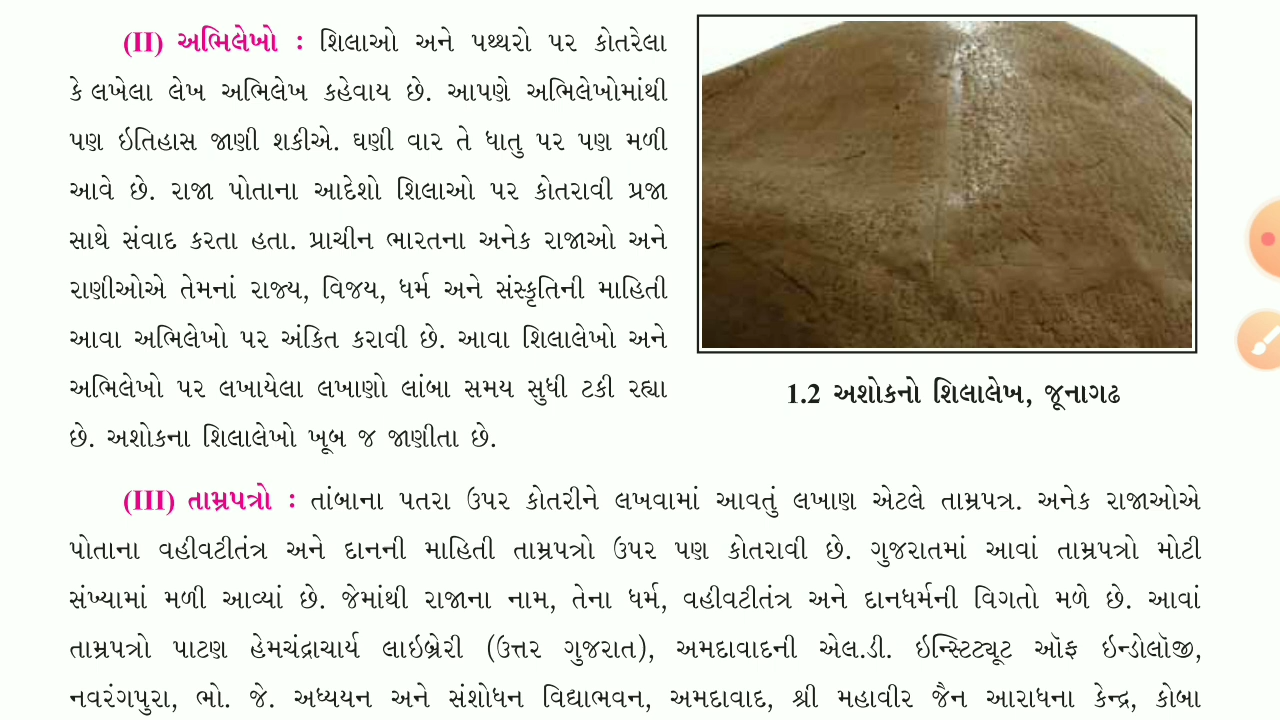 (II) અભિલેખો : શિલાઓ અને પથ્થરો પર કોતરેલા
કે લખેલા લેખ અભિલેખ કહેવાય છે. આપણે અભિલેખોમાંથી
પણ ઇતિહાસ જાણી શકીએ. ઘણી વાર તે ધાતુ પર પણ મળી
આવે છે. રાજા પોતાના આદેશો શિલાઓ પર કોતરાવી પ્રજા
સાથે સંવાદ કરતા હતા. પ્રાચીન ભારતના અનેક રાજાઓ અને
રાણીઓએ તેમનાં રાજ્ય, વિજય, ધર્મ અને સંસ્કૃતિની માહિતી
આવા અભિલેખો પર અંકિત કરાવી છે. આવા શિલાલેખો અને
અભિલેખો પર લખાયેલા લખાણો લાંબા સમય સુધી ટકી રહ્યા
છે. અશોકના શિલાલેખો ખૂબ જ જાણીતા છે.
1.2 અશોકનો શિલાલેખ, જૂનાગઢ
(III) તામ્રપત્રો : તાંબાના પતરા ઉપર કોતરીને લખવામાં આવતું લખાણ એટલે તામ્રપત્ર. અનેક રાજાઓએ
પોતાના વહીવટીતંત્ર અને દાનની માહિતી તામ્રપત્રો ઉપર પણ કોતરાવી છે. ગુજરાતમાં આવાં તામ્રપત્રો મોટી
સંખ્યામાં મળી આવ્યાં છે. જેમાંથી રાજાના નામ, તેના ધર્મ, વહીવટીતંત્ર અને દાનધર્મની વિગતો મળે છે. આવાં
તામ્રપત્રો પાટણ હેમચંદ્રાચાર્ય લાઇબ્રેરી (ઉત્તર ગુજરાત), અમદાવાદની એલ.ડી. ઇન્સ્ટિટ્યૂટ ઑફ ઇન્ડોલૉજી,
નવરંગપુરા, ભો. જે. અધ્યયન અને સંશોધન વિદ્યાભવન, અમદાવાદ, શ્રી મહાવીર જૈન આરાધના કેન્દ્ર, કોબા